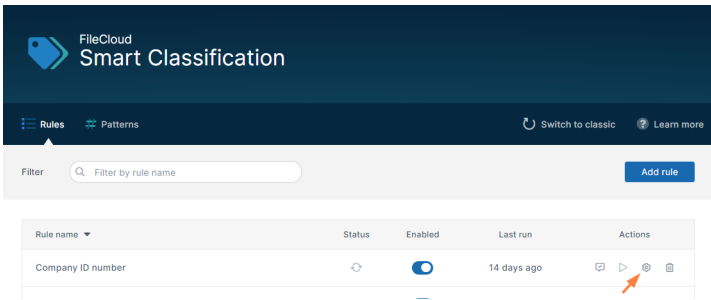 FileCloud
Smart Classification
Rules Patterns Switch to classic ? Learn more
Filter Filter by rule name Add rule
Rule name Status Enabled Last run Actions
Company ID number 14 days ago